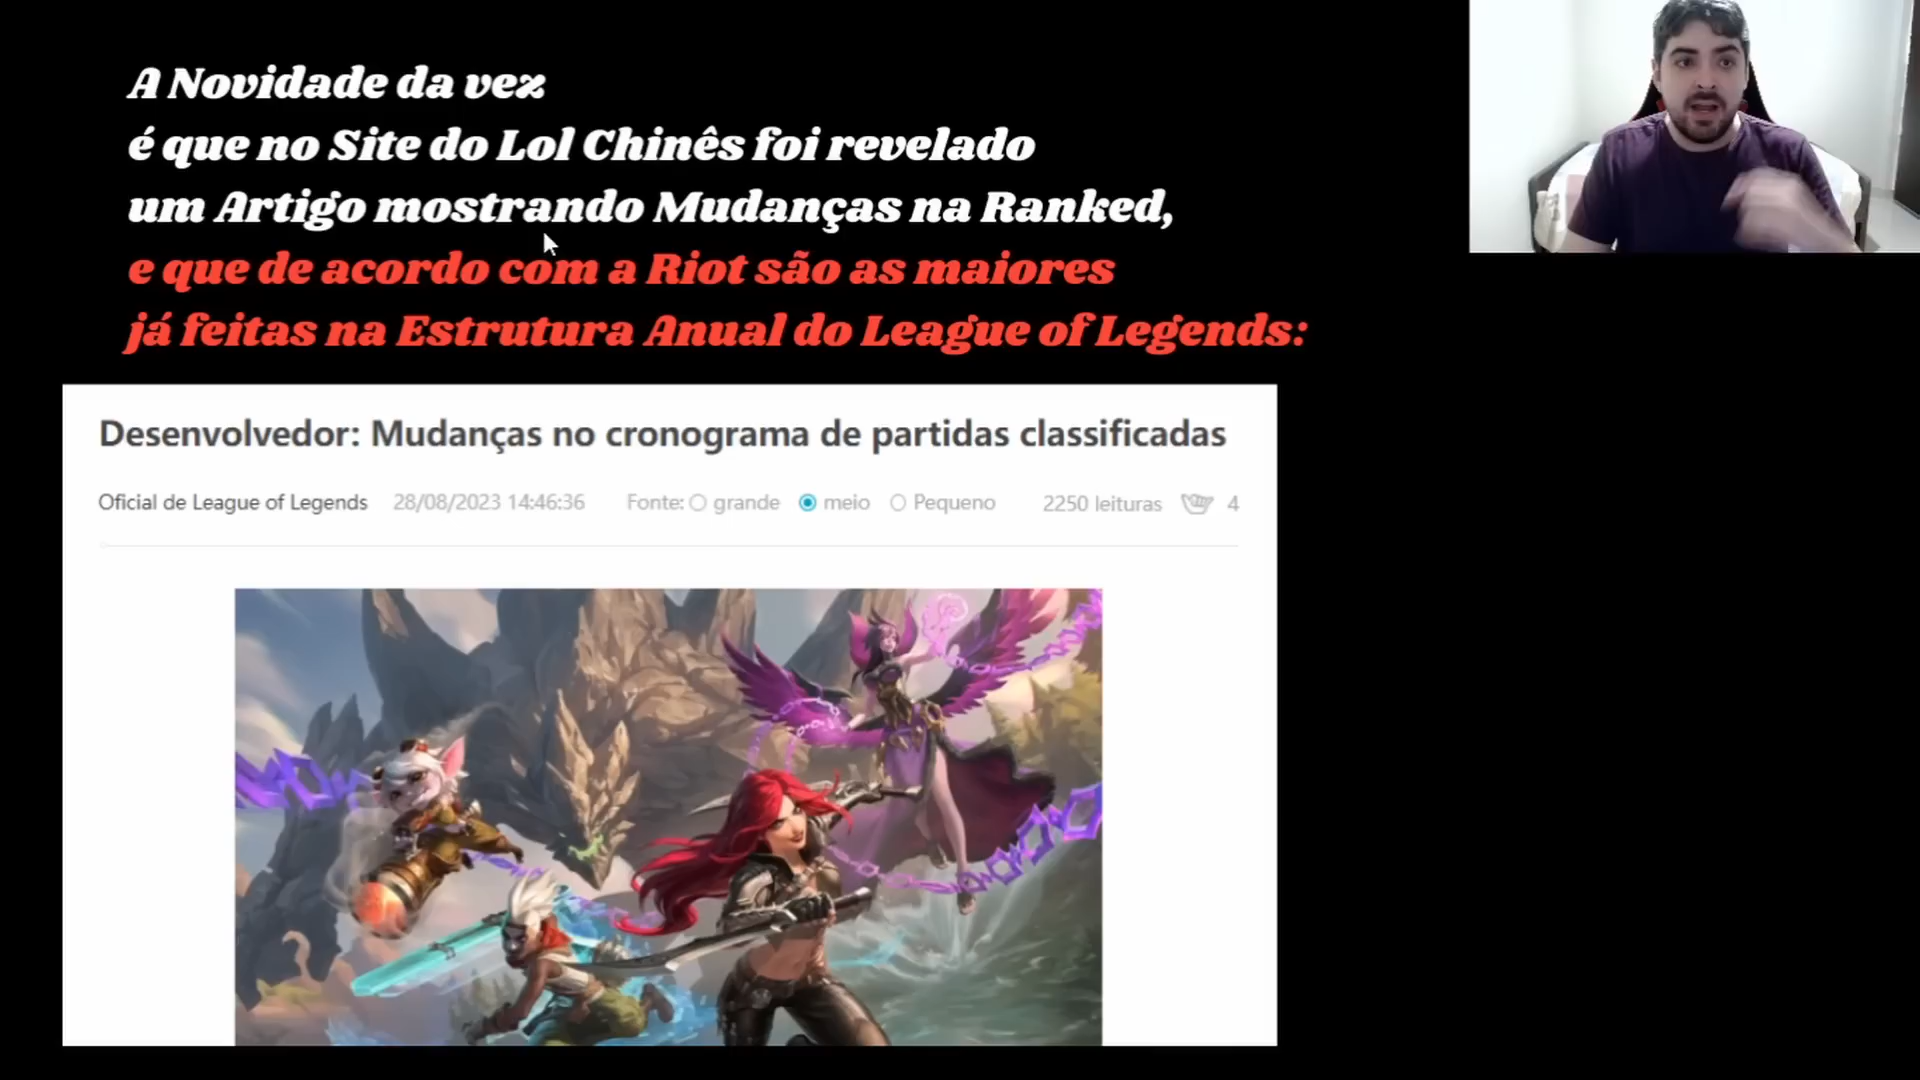 A Novidade da vez
é que no Site do Lol Chinês foi revelado
um Artigo mostrando Mudanças na Ranked,
e que de acordo com a Riot são as maiores
já feitas na Estrutura Anual do League of Legends:
Desenvolvedor: Mudanças no cronograma de partidas classificadas
Oficial de League of Legends 28/08/2023 14:46:36 Fonte: grande meio Pequeno 2250 leituras 4